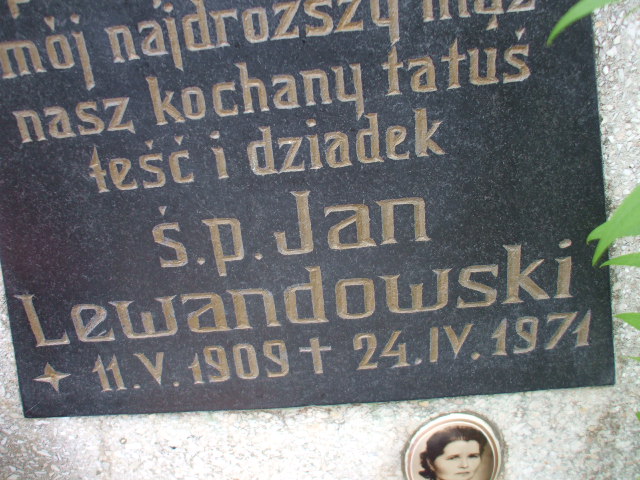 mój najdroższy mąż
nasz kochany tatuś
teść i dziadek
ś.p. Jan
Lewandowski
11.V.1909 24.IV.1971